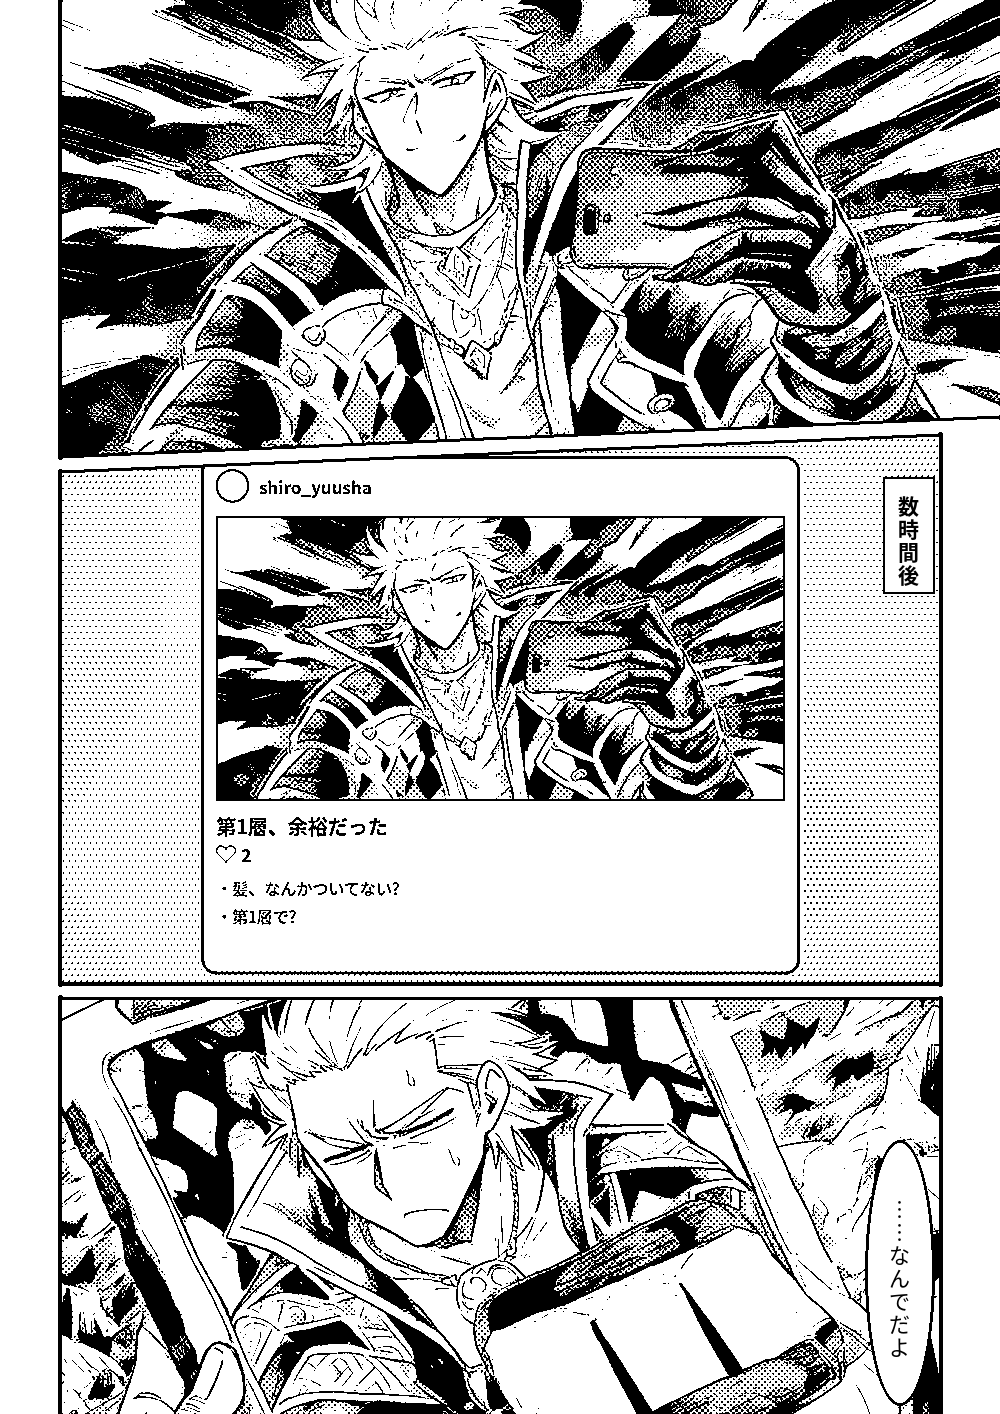 数時間後
shiro_yuusha
第1層、余裕だった
♡ 2
・髪、なんかついてない?
・第1層で?
……なんでだよ